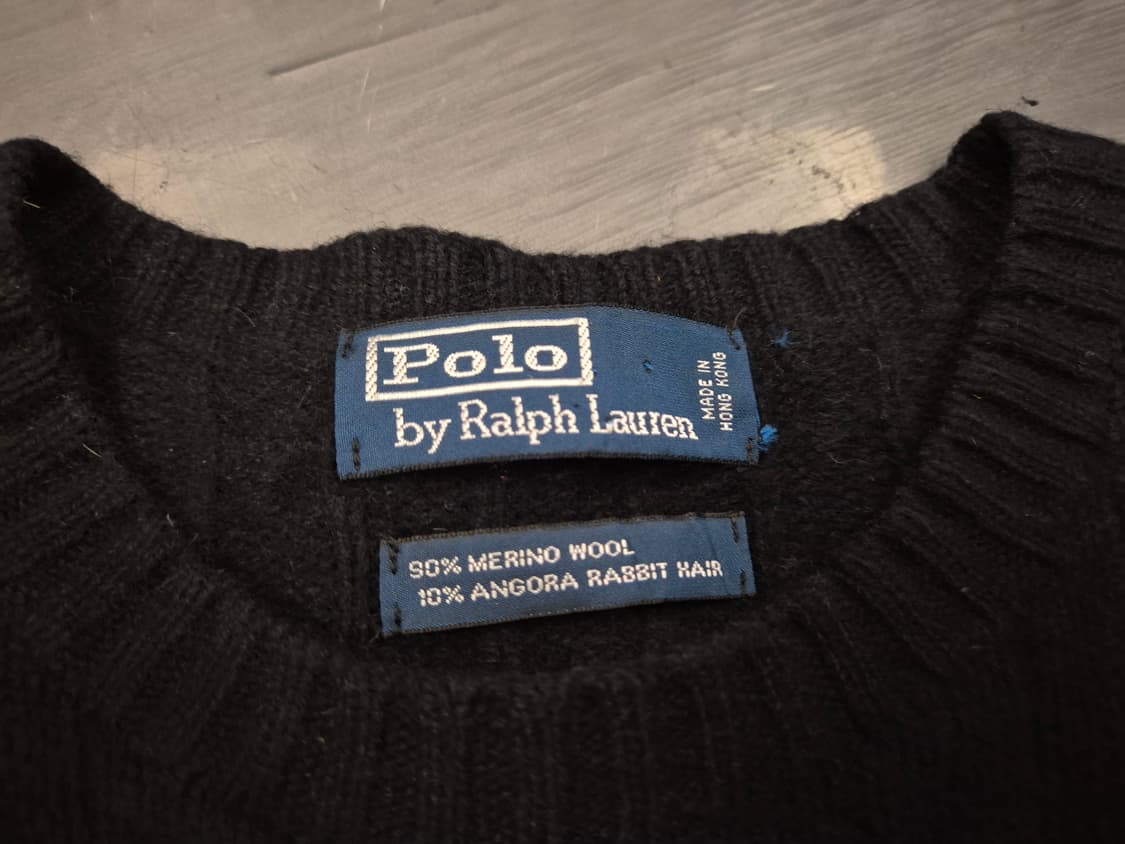 Polo
by Ralph Lauren
MADE IN
HONG KONG
90% MERINO WOOL
10% ANGORA RABBIT HAIR